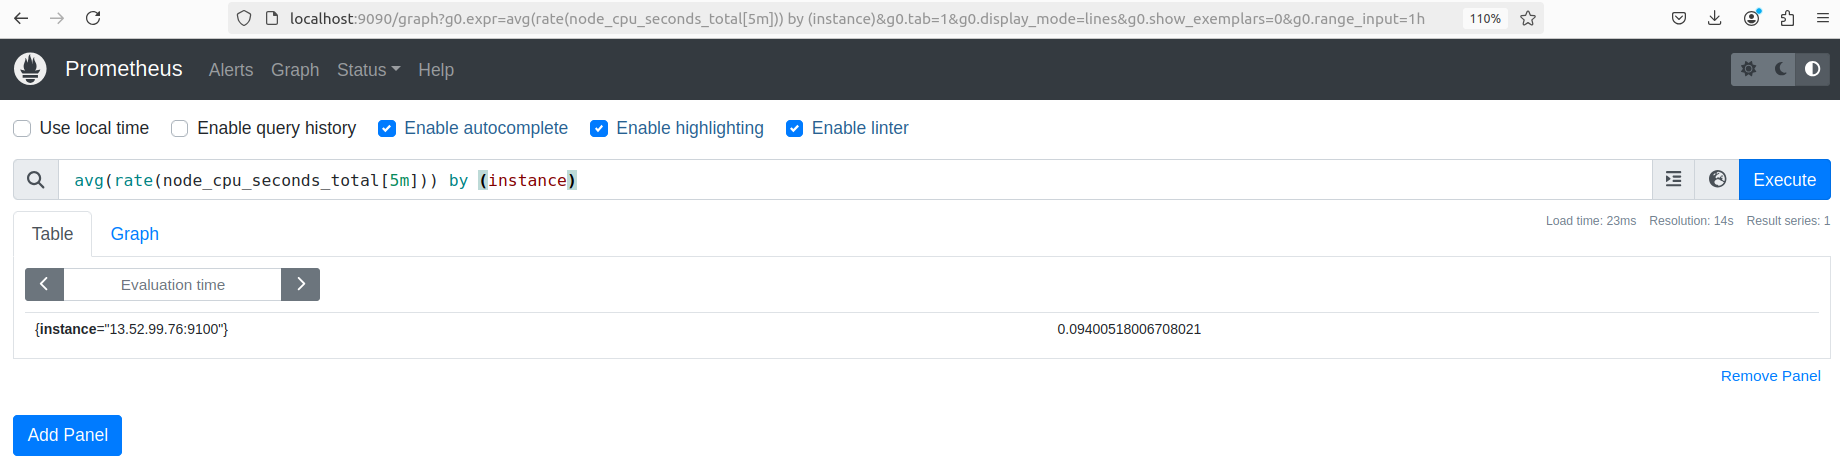 localhost:9090/graph?g0.expr=avg(rate(node_cpu_seconds_total[5m])) by (instance)&g0.tab=1&g0.display_mode=lines&g0.show_exemplars=0&g0.range_input=1h 110%
Prometheus Alerts Graph Status Help
Use local time Enable query history Enable autocomplete Enable highlighting Enable linter
avg(rate(node_cpu_seconds_total[5m])) by (instance) Execute
Table Graph Load time: 23ms Resolution: 14s Result series: 1
Evaluation time
{instance="13.52.99.76:9100"} 0.09400518006708021
Remove Panel
Add Panel